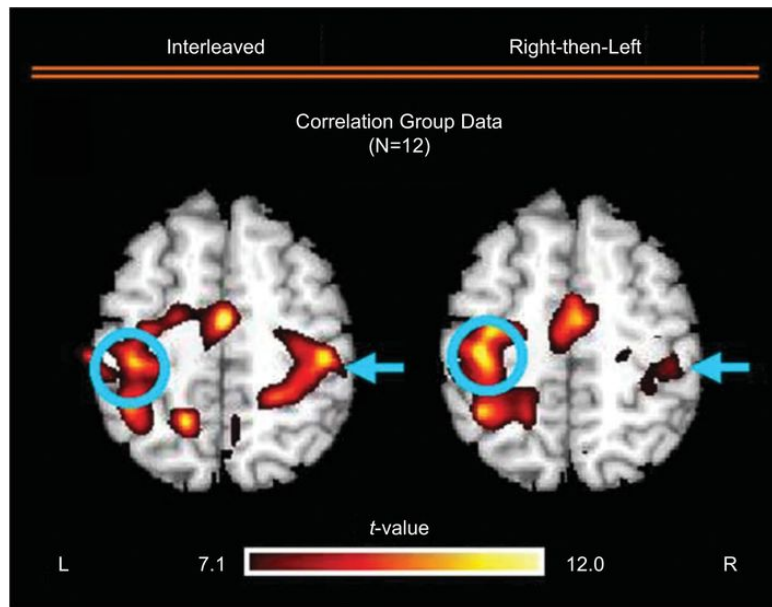 Interleaved
Right-then-Left
Correlation Group Data
(N=12)
t-value
L
7.1
12.0
R